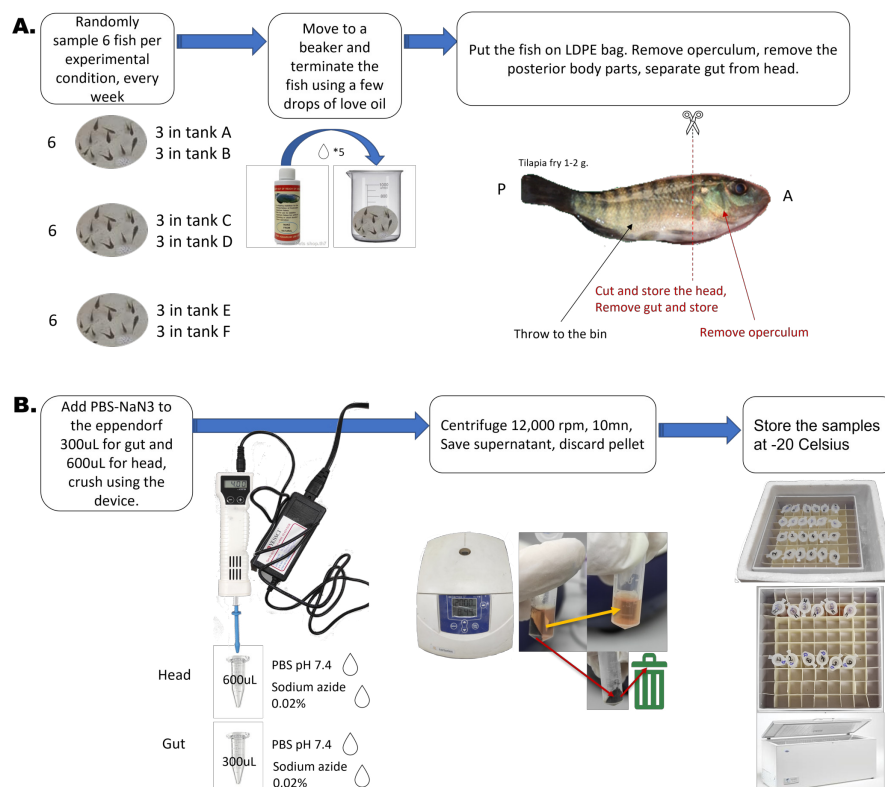 A.
Randomly
sample 6 fish per
experimental
condition, every
week
Move to a
beaker and
terminate the
fish using a few
drops of love oil
Put the fish on LDPE bag. Remove operculum, remove the
posterior body parts, separate gut from head.
6
3 in tank A
3 in tank B
*5
6
3 in tank C
3 in tank D
6
3 in tank E
3 in tank F
Tilapia fry 1-2 g.
P
A
Cut and store the head,
Remove gut and store
Throw to the bin
Remove operculum
B.
Add PBS-NaN3 to
the eppendorf
300uL for gut and
600uL for head,
crush using the
device.
Centrifuge 12,000 rpm, 10mn,
Save supernatant, discard pellet
Store the samples
at -20 Celsius
Head
600uL
PBS pH 7.4
Sodium azide
0.02%
Gut
300uL
PBS pH 7.4
Sodium azide
0.02%